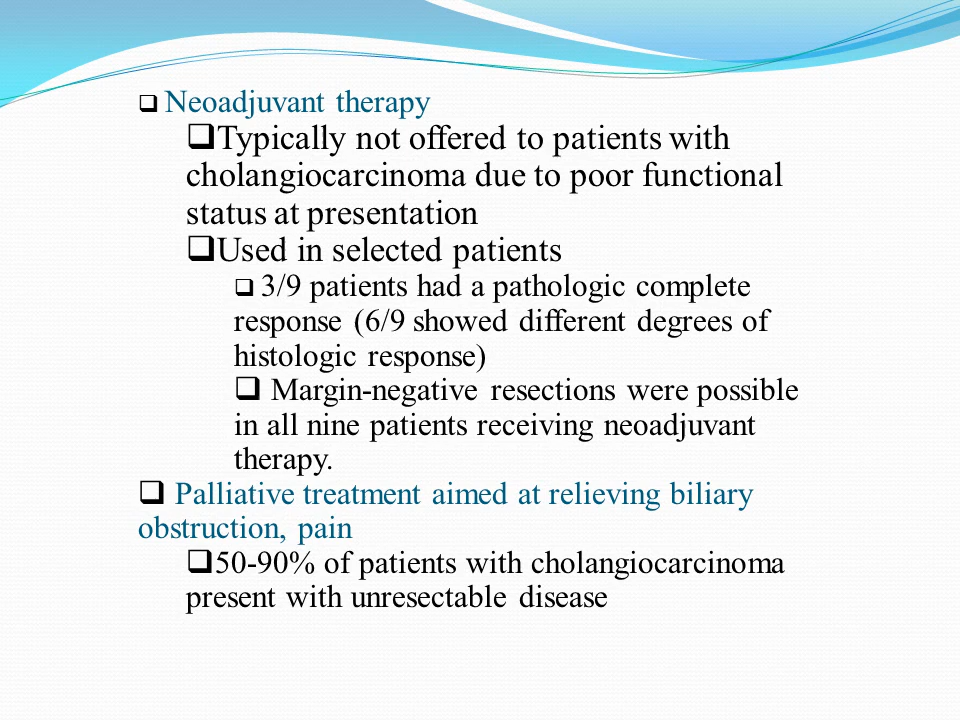 ❑ Neoadjuvant therapy
❑Typically not offered to patients with
cholangiocarcinoma due to poor functional
status at presentation
❑Used in selected patients
❑ 3/9 patients had a pathologic complete
response (6/9 showed different degrees of
histologic response)
❑ Margin-negative resections were possible
in all nine patients receiving neoadjuvant
therapy.
❑ Palliative treatment aimed at relieving biliary
obstruction, pain
❑50-90% of patients with cholangiocarcinoma
present with unresectable disease